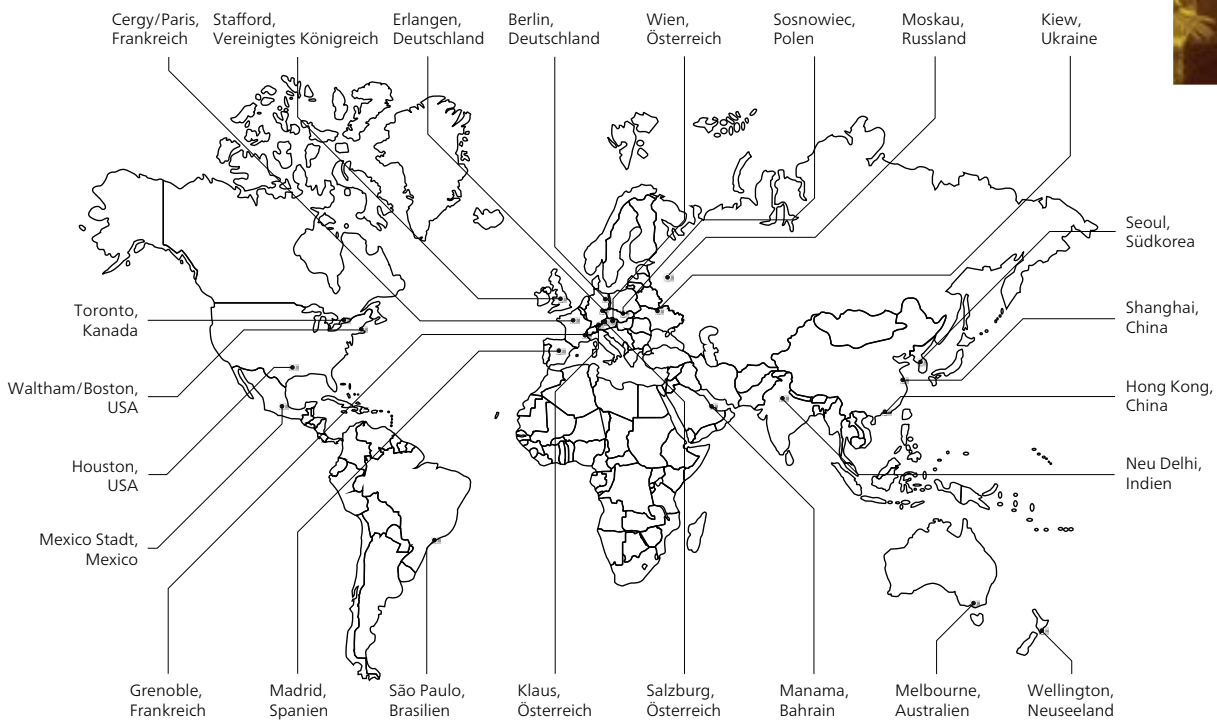 Cergy/Paris,
Frankreich
Stafford,
Vereinigtes Königreich
Erlangen,
Deutschland
Berlin,
Deutschland
Wien,
Österreich
Sosnowiec,
Polen
Moskau,
Russland
Kiew,
Ukraine
Seoul,
Südkorea
Toronto,
Kanada
Shanghai,
China
Waltham/Boston,
USA
Hong Kong,
China
Houston,
USA
Neu Delhi,
Indien
Mexico Stadt,
Mexico
Grenoble,
Frankreich
Madrid,
Spanien
São Paulo,
Brasilien
Klaus,
Österreich
Salzburg,
Österreich
Manama,
Bahrain
Melbourne,
Australien
Wellington,
Neuseeland